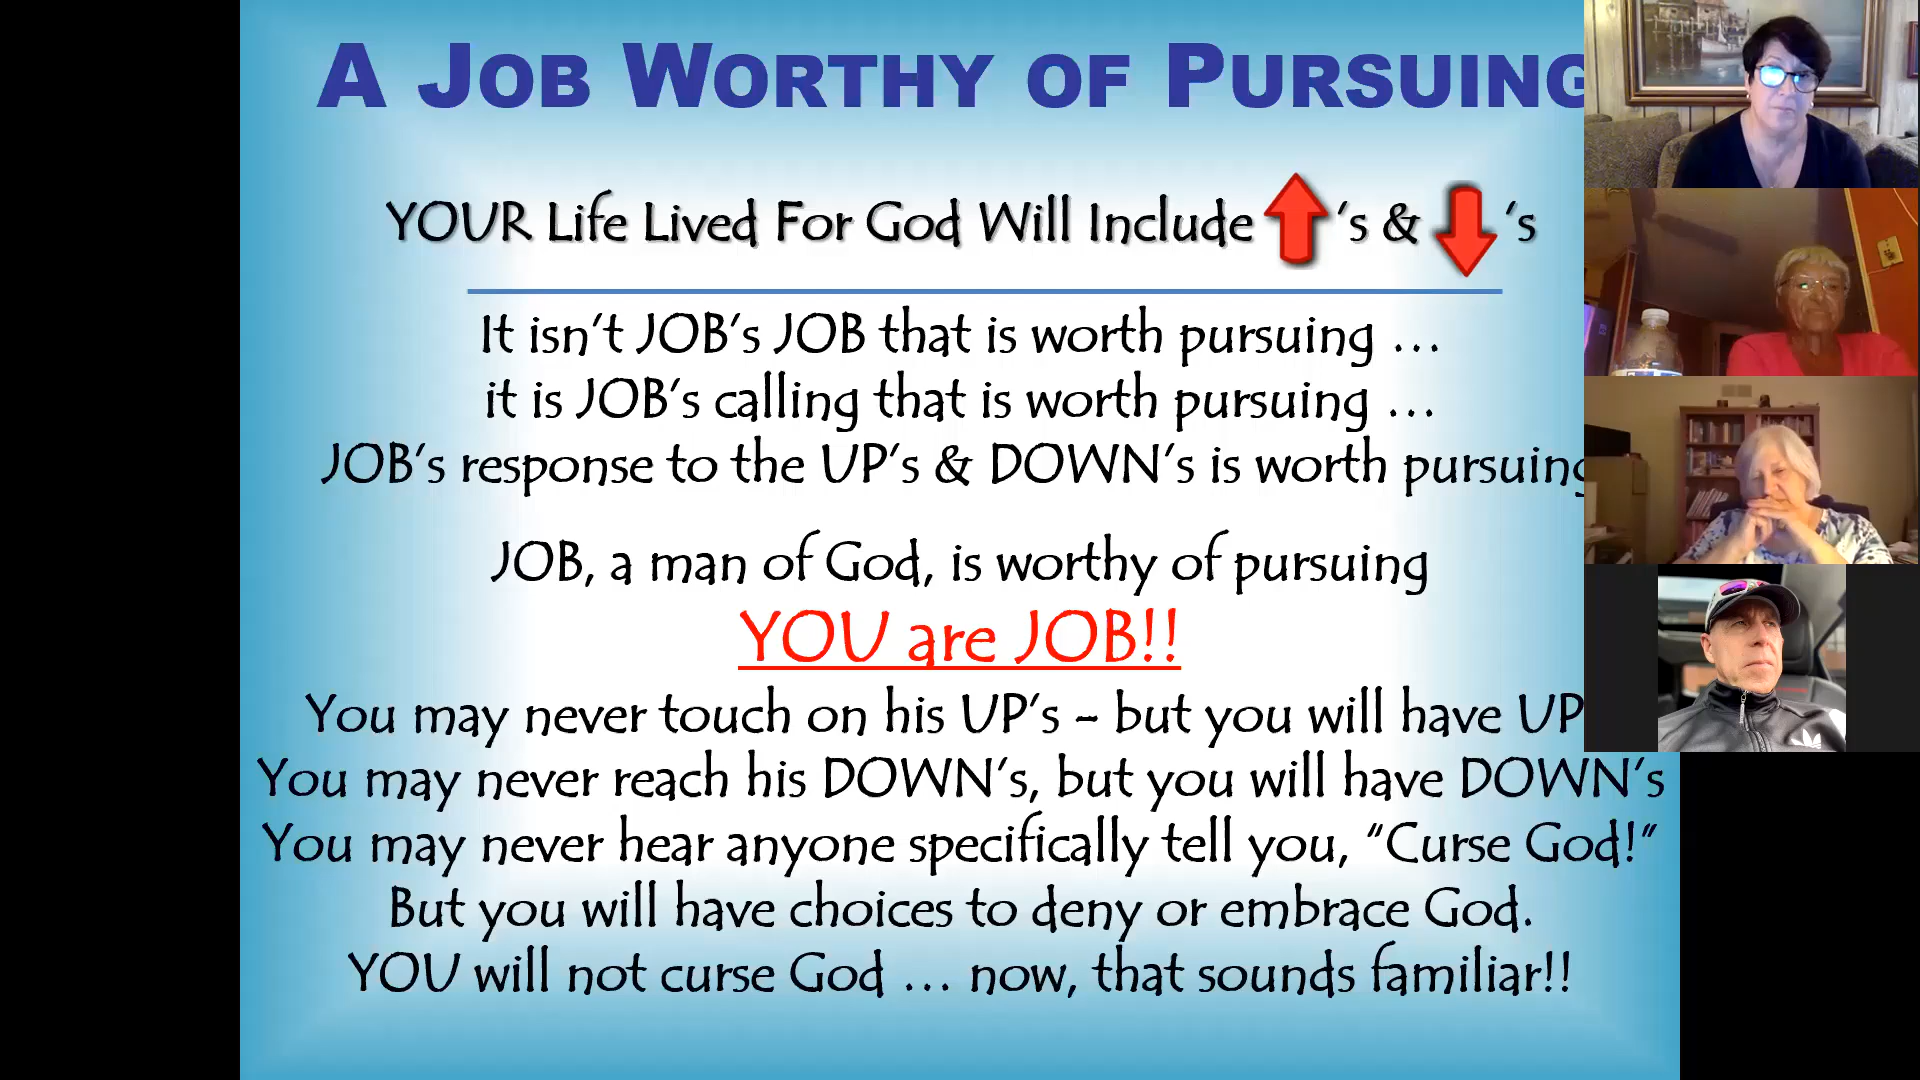 A JOB WORTHY OF PURSUING
YOUR Life Lived For God Will Include 's & 's
It isn't JOB's JOB that is worth pursuing ...
it is JOB's calling that is worth pursuing ...
JOB's response to the UP's & DOWN's is worth pursuing
JOB, a man of God, is worthy of pursuing
YOU are JOB!!
You may never touch on his UP's - but you will have UP
You may never reach his DOWN's, but you will have DOWN's
You may never hear anyone specifically tell you, "Curse God!"
But you will have choices to deny or embrace God.
YOU will not curse God ... now, that sounds familiar!!